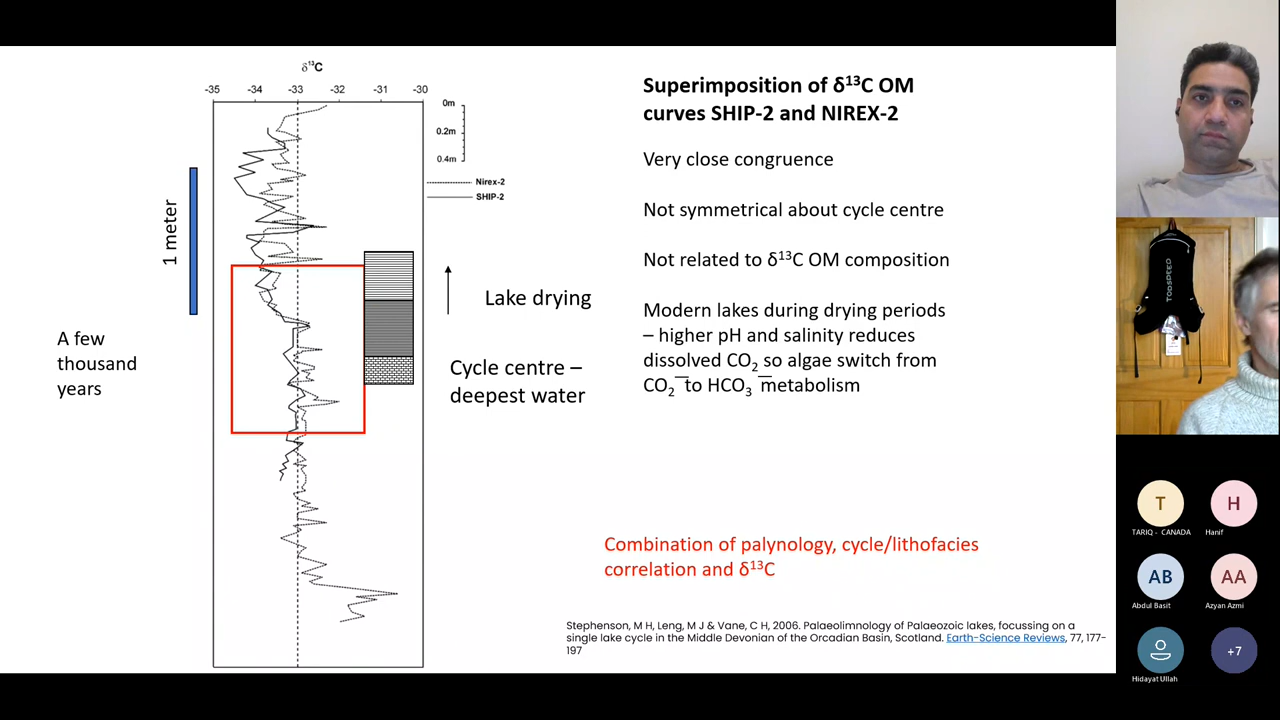 δ¹³C
-35 -34 -33 -32 -31 -30
0m
0.2m
0.4m
Nirex-2
SHIP-2
1 meter
A few
thousand
years
Lake drying
Cycle centre –
deepest water
Superimposition of δ¹³C OM
curves SHIP-2 and NIREX-2
Very close congruence
Not symmetrical about cycle centre
Not related to δ¹³C OM composition
Modern lakes during drying periods
– higher pH and salinity reduces
dissolved CO₂ so algae switch from
CO₂¯ to HCO₃¯ metabolism
Combination of palynology, cycle/lithofacies
correlation and δ¹³C
Stephenson, M H, Leng, M J & Vane, C H, 2006. Palaeolimnology of Palaeozoic lakes, focussing on a
single lake cycle in the Middle Devonian of the Orcadian Basin, Scotland. Earth-Science Reviews, 77, 177-
197
TOPSPEED
T
H
TARIQ - CANADA
Hanif
AB
AA
Abdul Basit
Azyan Azmi
+7
Hidayat Ullah